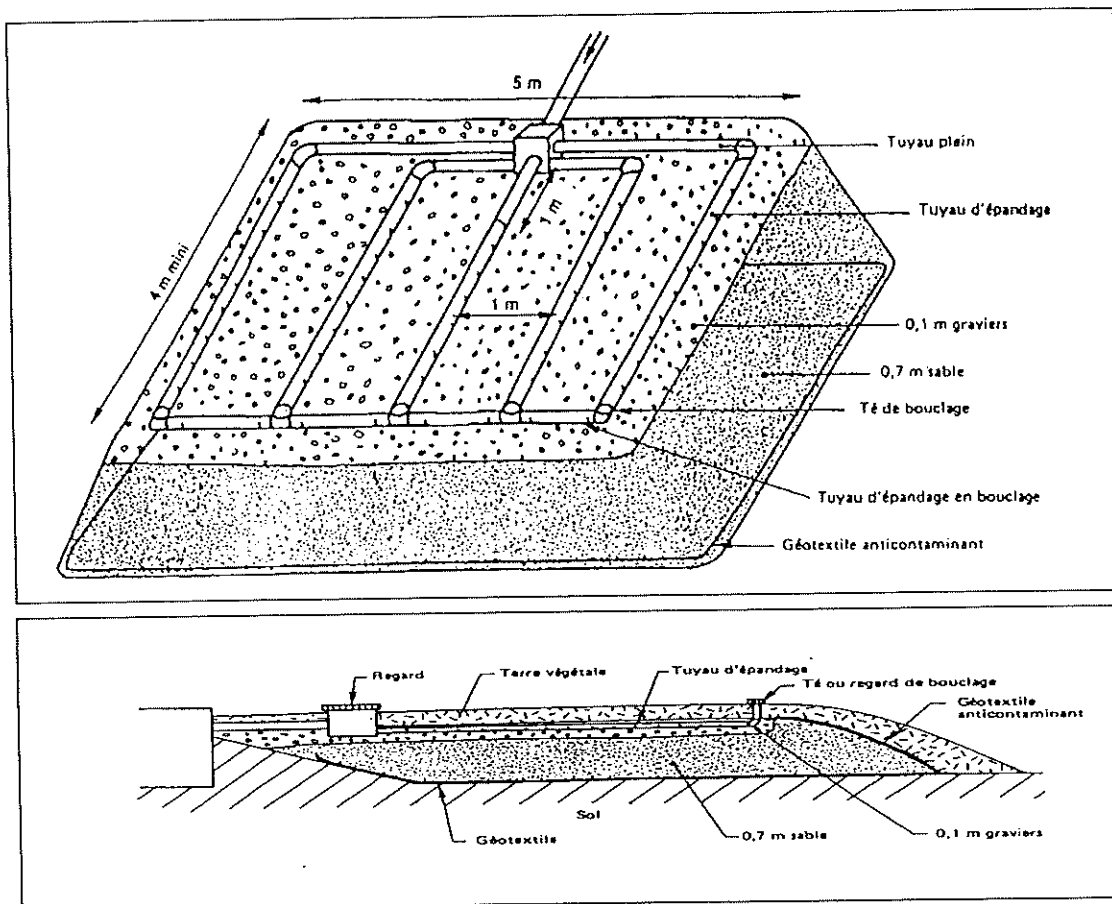 5 m
Tuyau plein
Tuyau d'épandage
1 m
4 m mini
1 m
0,1 m graviers
0,7 m sable
Té de bouclage
Tuyau d'épandage en bouclage
Géotextile anticontaminant
Regard
Terre végétale
Tuyau d'épandage
Té ou regard de bouclage
Géotextile
anticontaminant
Sol
Géotextile
0,7 m sable
0,1 m graviers